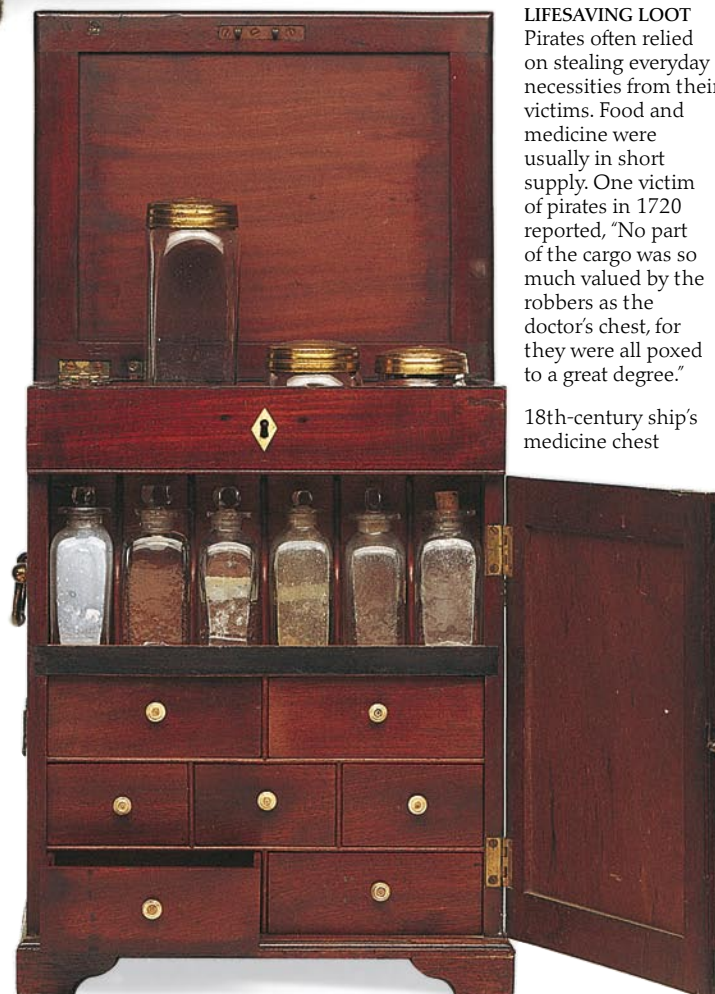 LIFESAVING LOOT
Pirates often relied
on stealing everyday
necessities from their
victims. Food and
medicine were
usually in short
supply. One victim
of pirates in 1720
reported, “No part
of the cargo was so
much valued by the
robbers as the
doctor’s chest, for
they were all poxed
to a great degree.”
18th-century ship’s
medicine chest